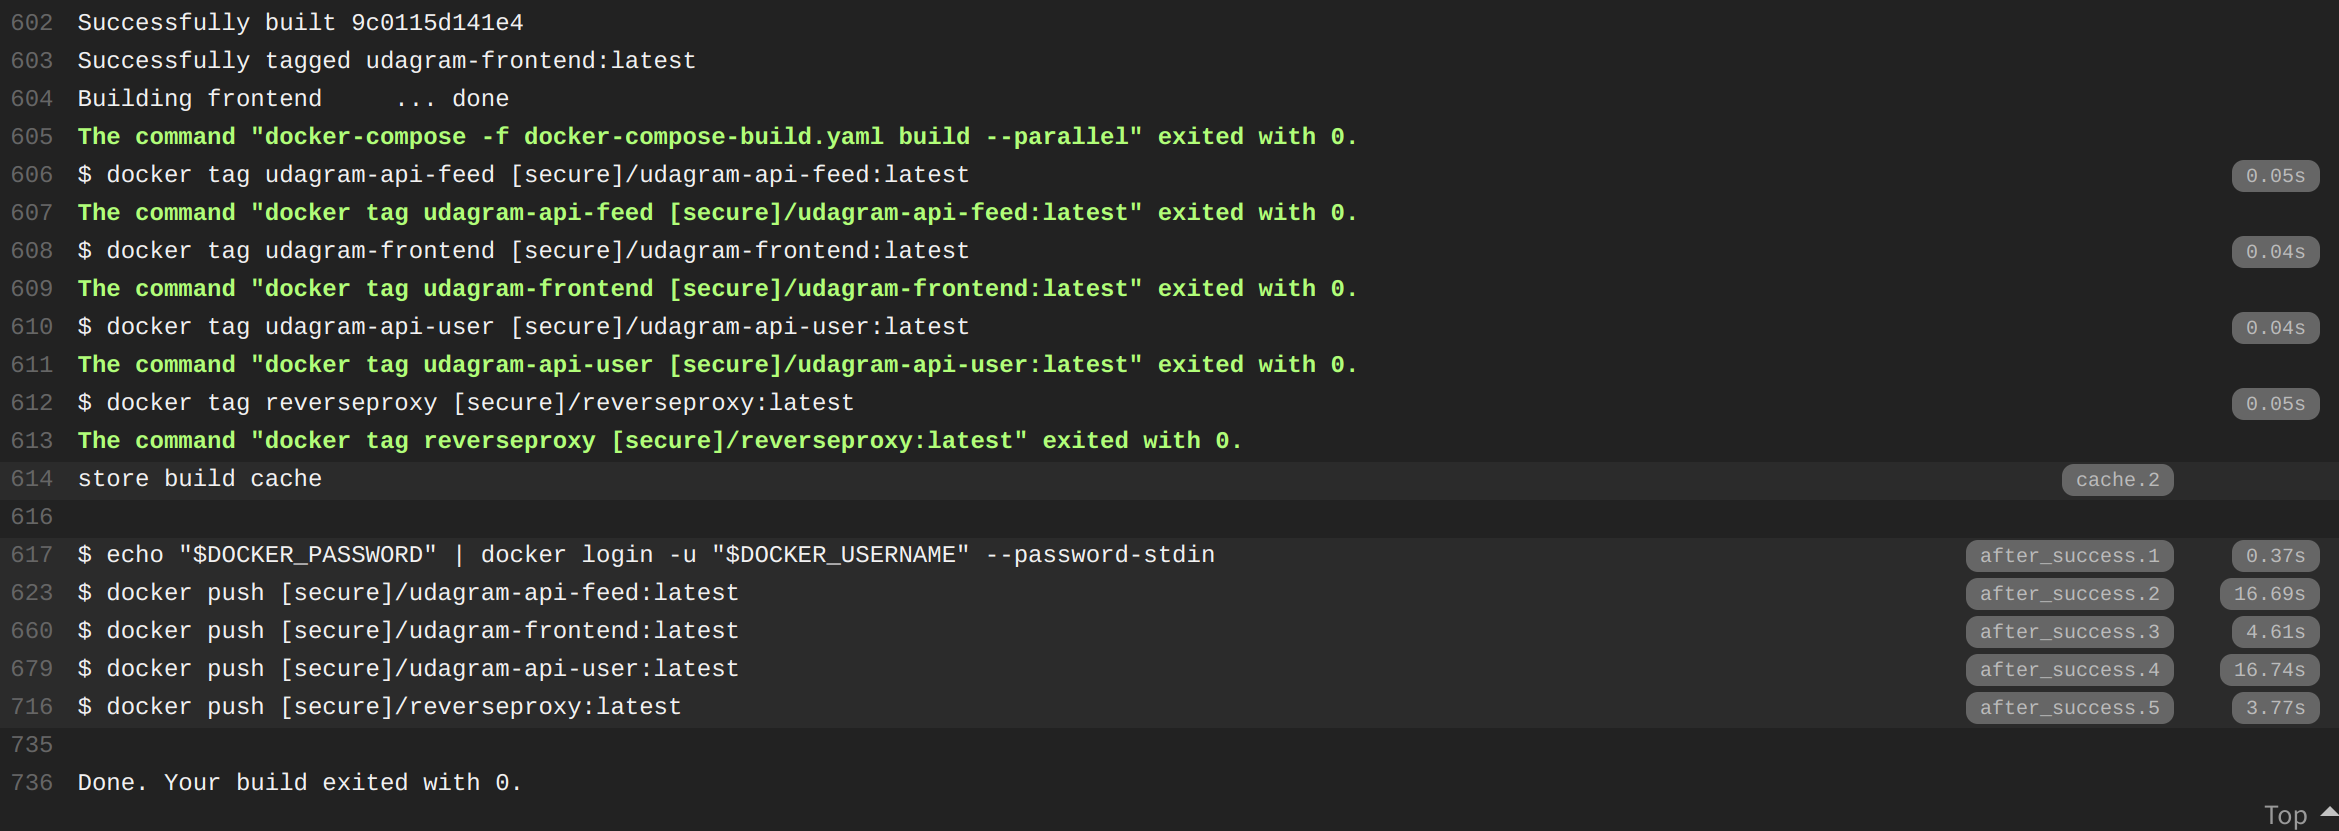 602 Successfully built 9c0115d141e4
603 Successfully tagged udagram-frontend:latest
604 Building frontend     ... done
605 The command "docker-compose -f docker-compose-build.yaml build --parallel" exited with 0.
606 $ docker tag udagram-api-feed [secure]/udagram-api-feed:latest 0.05s
607 The command "docker tag udagram-api-feed [secure]/udagram-api-feed:latest" exited with 0.
608 $ docker tag udagram-frontend [secure]/udagram-frontend:latest 0.04s
609 The command "docker tag udagram-frontend [secure]/udagram-frontend:latest" exited with 0.
610 $ docker tag udagram-api-user [secure]/udagram-api-user:latest 0.04s
611 The command "docker tag udagram-api-user [secure]/udagram-api-user:latest" exited with 0.
612 $ docker tag reverseproxy [secure]/reverseproxy:latest 0.05s
613 The command "docker tag reverseproxy [secure]/reverseproxy:latest" exited with 0.
614 store build cache cache.2
616
617 $ echo "$DOCKER_PASSWORD" | docker login -u "$DOCKER_USERNAME" --password-stdin after_success.1 0.37s
623 $ docker push [secure]/udagram-api-feed:latest after_success.2 16.69s
660 $ docker push [secure]/udagram-frontend:latest after_success.3 4.61s
679 $ docker push [secure]/udagram-api-user:latest after_success.4 16.74s
716 $ docker push [secure]/reverseproxy:latest after_success.5 3.77s
735
736 Done. Your build exited with 0.
Top